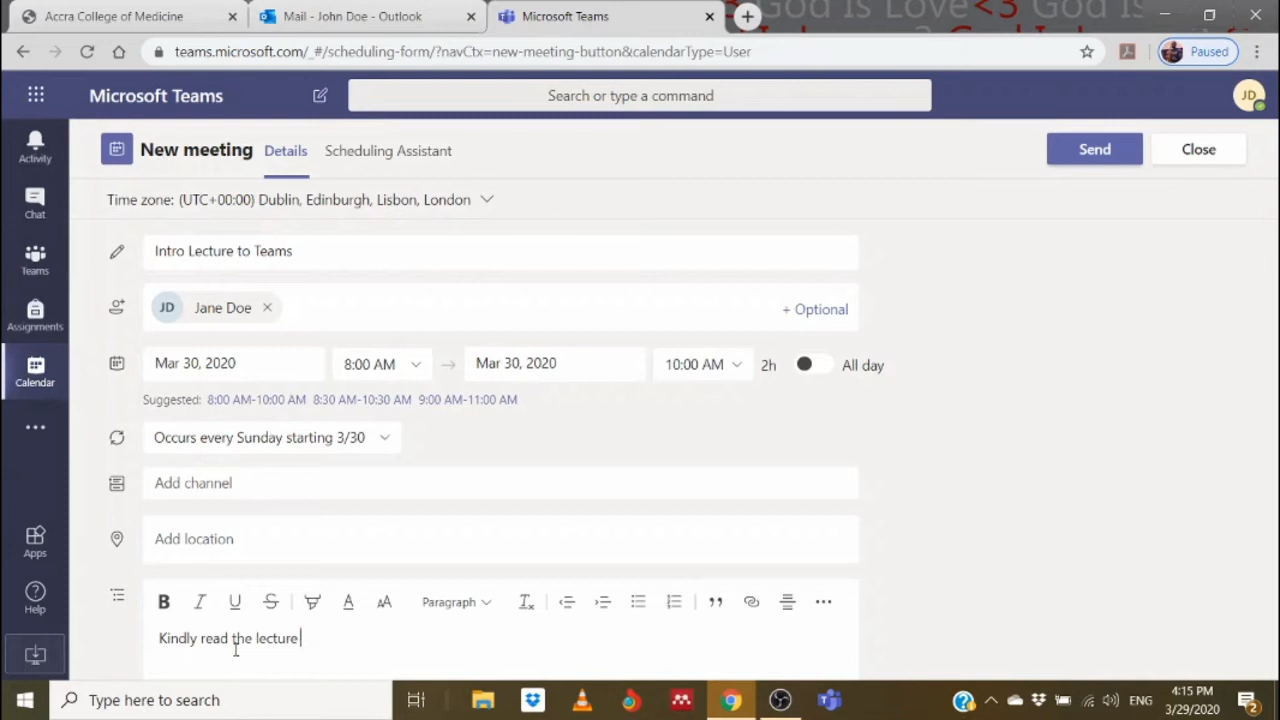 God Is Love<3 God Is
Accra College of Medicine
Mail - John Doe - Outlook
Microsoft Teams
teams.microsoft.com/_#/scheduling-form/?navCtx=new-meeting-button&calendarType=User
Paused
Microsoft Teams
Search or type a command
JD
Activity
Chat
Teams
Assignments
Calendar
Apps
Help
New meeting
Details
Scheduling Assistant
Send
Close
Time zone: (UTC+00:00) Dublin, Edinburgh, Lisbon, London
Intro Lecture to Teams
JD Jane Doe
+ Optional
Mar 30, 2020 8:00 AM Mar 30, 2020 10:00 AM 2h All day
Suggested: 8:00 AM-10:00 AM 8:30 AM-10:30 AM 9:00 AM-11:00 AM
Occurs every Sunday starting 3/30
Add channel
Add location
B I U S A AA Paragraph
Kindly read the lecture
Type here to search
ENG
4:15 PM
3/29/2020
2